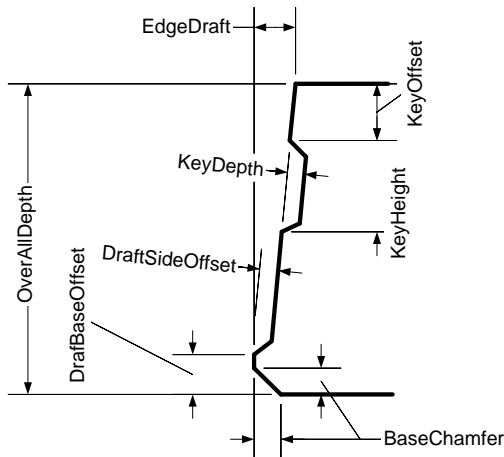 EdgeDraft
KeyOffset
KeyDepth
KeyHeight
OverAllDepth
DraftSideOffset
DrafBaseOffset
BaseChamfer